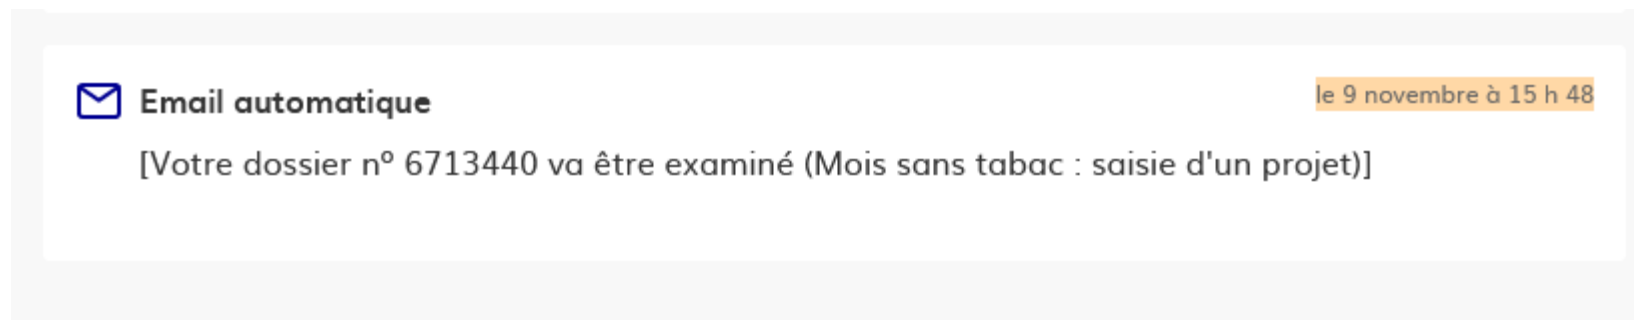 Email automatique
le 9 novembre à 15 h 48
[Votre dossier nº 6713440 va être examiné (Mois sans tabac : saisie d'un projet)]